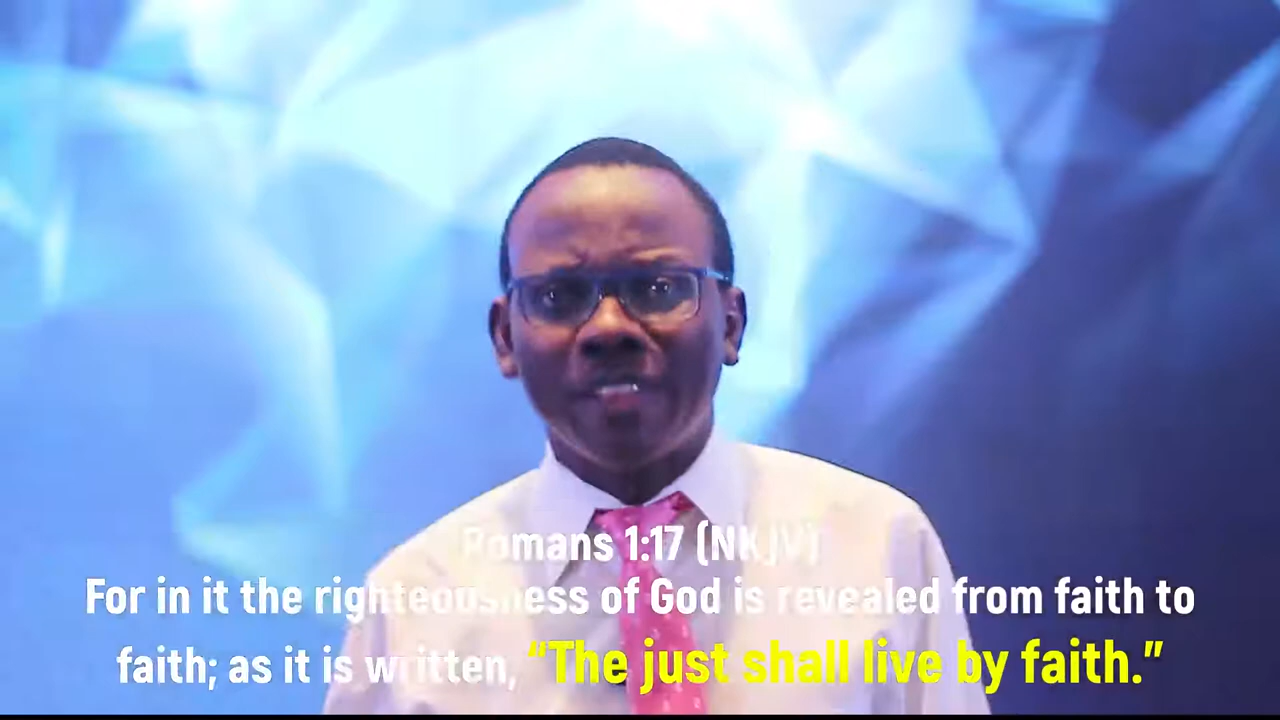 Romans 1:17 (NKJV)
For in it the righteousness of God is revealed from faith to
faith; as it is written, “The just shall live by faith.”